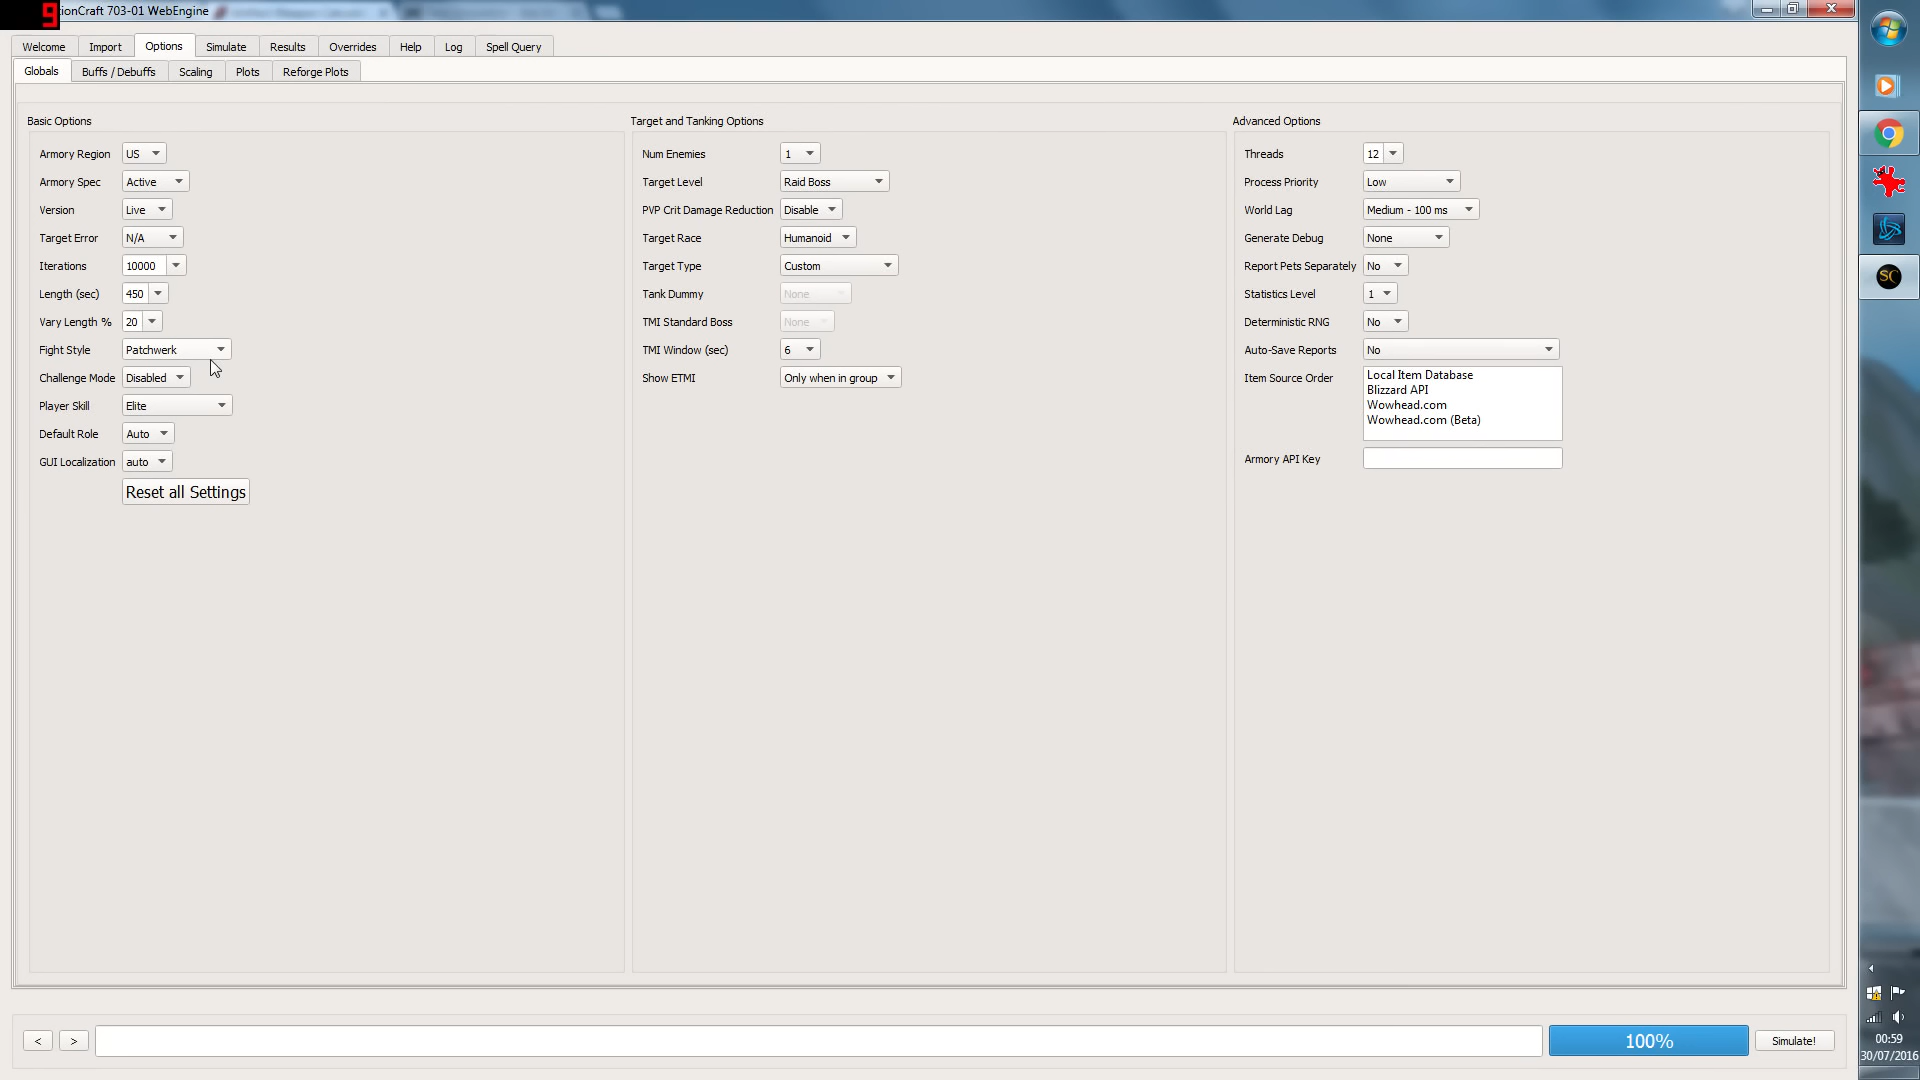 9
tionCraft 703-01 WebEngine
Welcome Import Options Simulate Results Overrides Help Log Spell Query
Globals Buffs / Debuffs Scaling Plots Reforge Plots
Basic Options
Armory Region US
Armory Spec Active
Version Live
Target Error N/A
Iterations 10000
Length (sec) 450
Vary Length % 20
Fight Style Patchwerk
Challenge Mode Disabled
Player Skill Elite
Default Role Auto
GUI Localization auto
Reset all Settings
Target and Tanking Options
Num Enemies 1
Target Level Raid Boss
PVP Crit Damage Reduction Disable
Target Race Humanoid
Target Type Custom
Tank Dummy None
TMI Standard Boss None
TMI Window (sec) 6
Show ETMI Only when in group
Advanced Options
Threads 12
Process Priority Low
World Lag Medium - 100 ms
Generate Debug None
Report Pets Separately No
Statistics Level 1
Deterministic RNG No
Auto-Save Reports No
Item Source Order Local Item Database
Blizzard API
Wowhead.com
Wowhead.com (Beta)
Armory API Key
< > 100% Simulate!
SC
00:59
30/07/2016